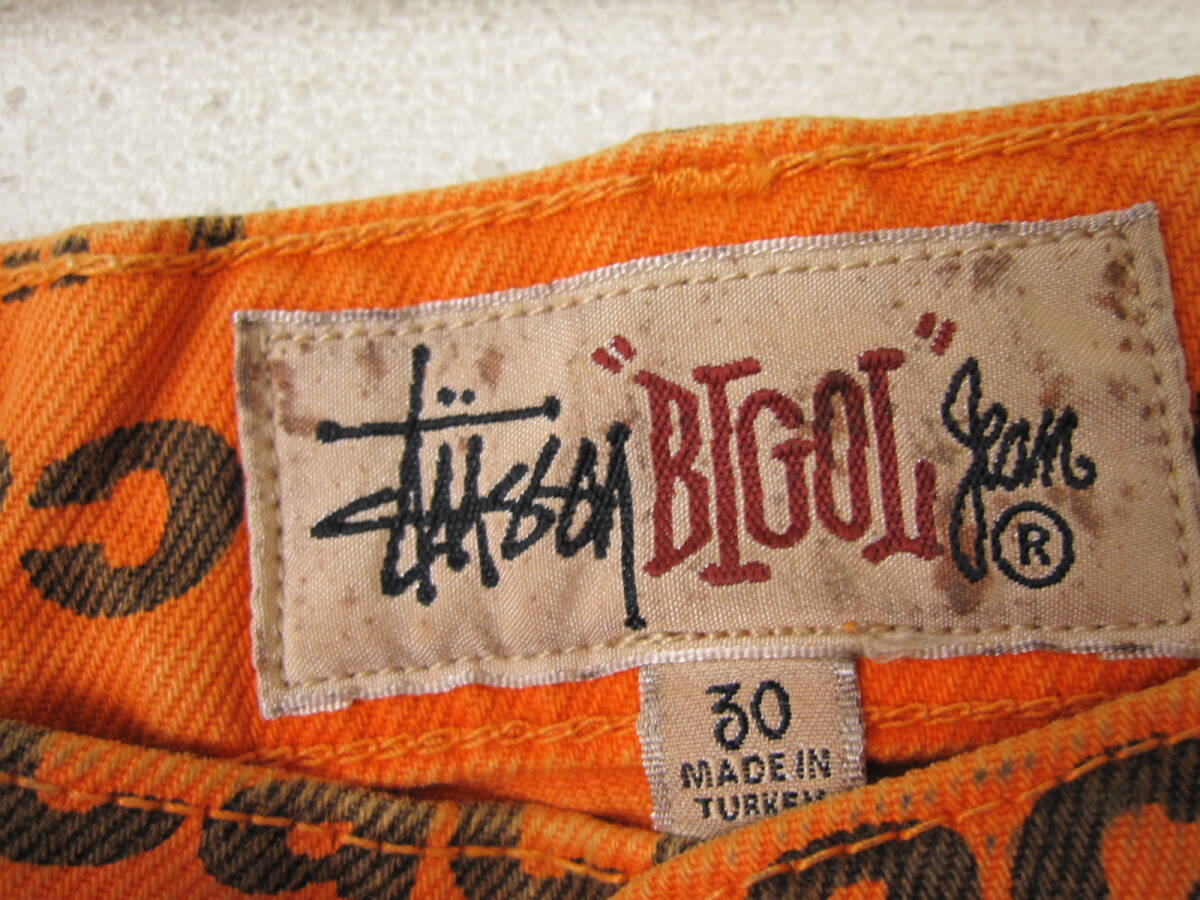 Stüssy "BIGOL" Jean ®
30
MADE IN
TURKEY